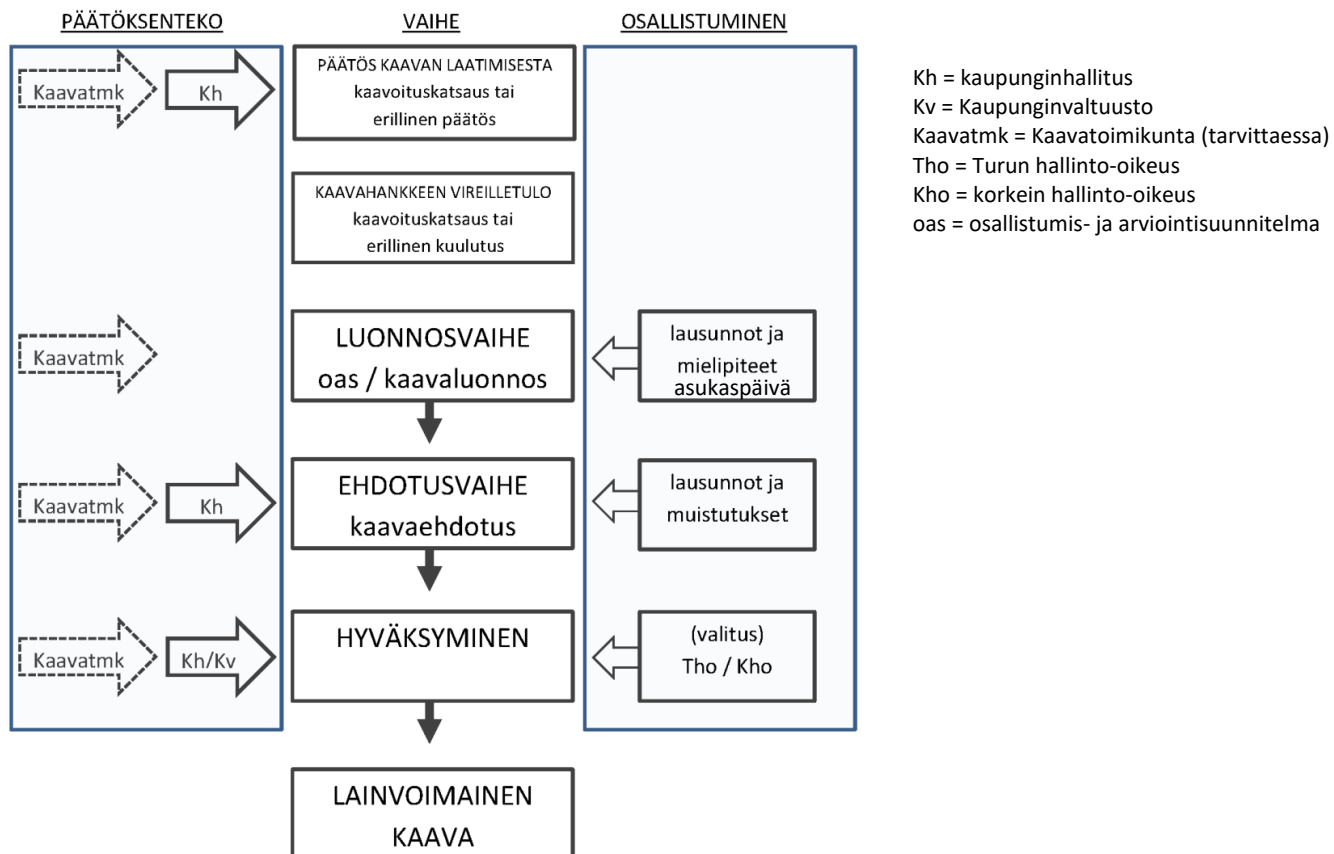 PÄÄTÖKSENTEKO
VAIHE
OSALLISTUMINEN
Kaavatmk
Kh
PÄÄTÖS KAAVAN LAATIMISESTA
kaavoituskatsaus tai
erillinen päätös
KAAVAHANKKEEN VIREILLETULO
kaavoituskatsaus tai
erillinen kuulutus
Kaavatmk
LUONNOSVAIHE
oas / kaavaluonnos
lausunnot ja
mielipiteet
asukaspäivä
Kaavatmk
Kh
EHDOTUSVAIHE
kaavaehdotus
lausunnot ja
muistutukset
Kaavatmk
Kh/Kv
HYVÄKSYMINEN
(valitus)
Tho / Kho
LAINVOIMAINEN
KAAVA
Kh = kaupunginhallitus
Kv = Kaupunginvaltuusto
Kaavatmk = Kaavatoimikunta (tarvittaessa)
Tho = Turun hallinto-oikeus
Kho = korkein hallinto-oikeus
oas = osallistumis- ja arviointisuunnitelma